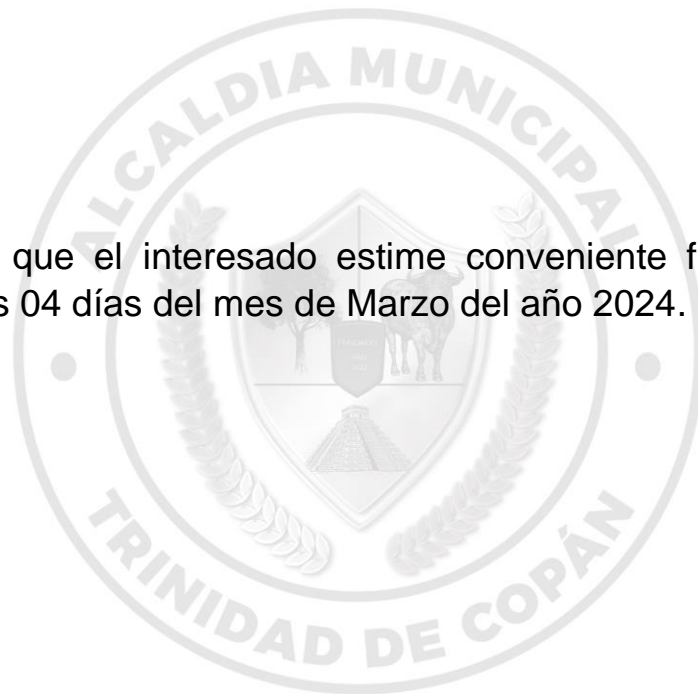 ALCALDIA MUNICIPAL
que el interesado estime conveniente f
s 04 días del mes de Marzo del año 2024.
TRINIDAD DE COPÁN